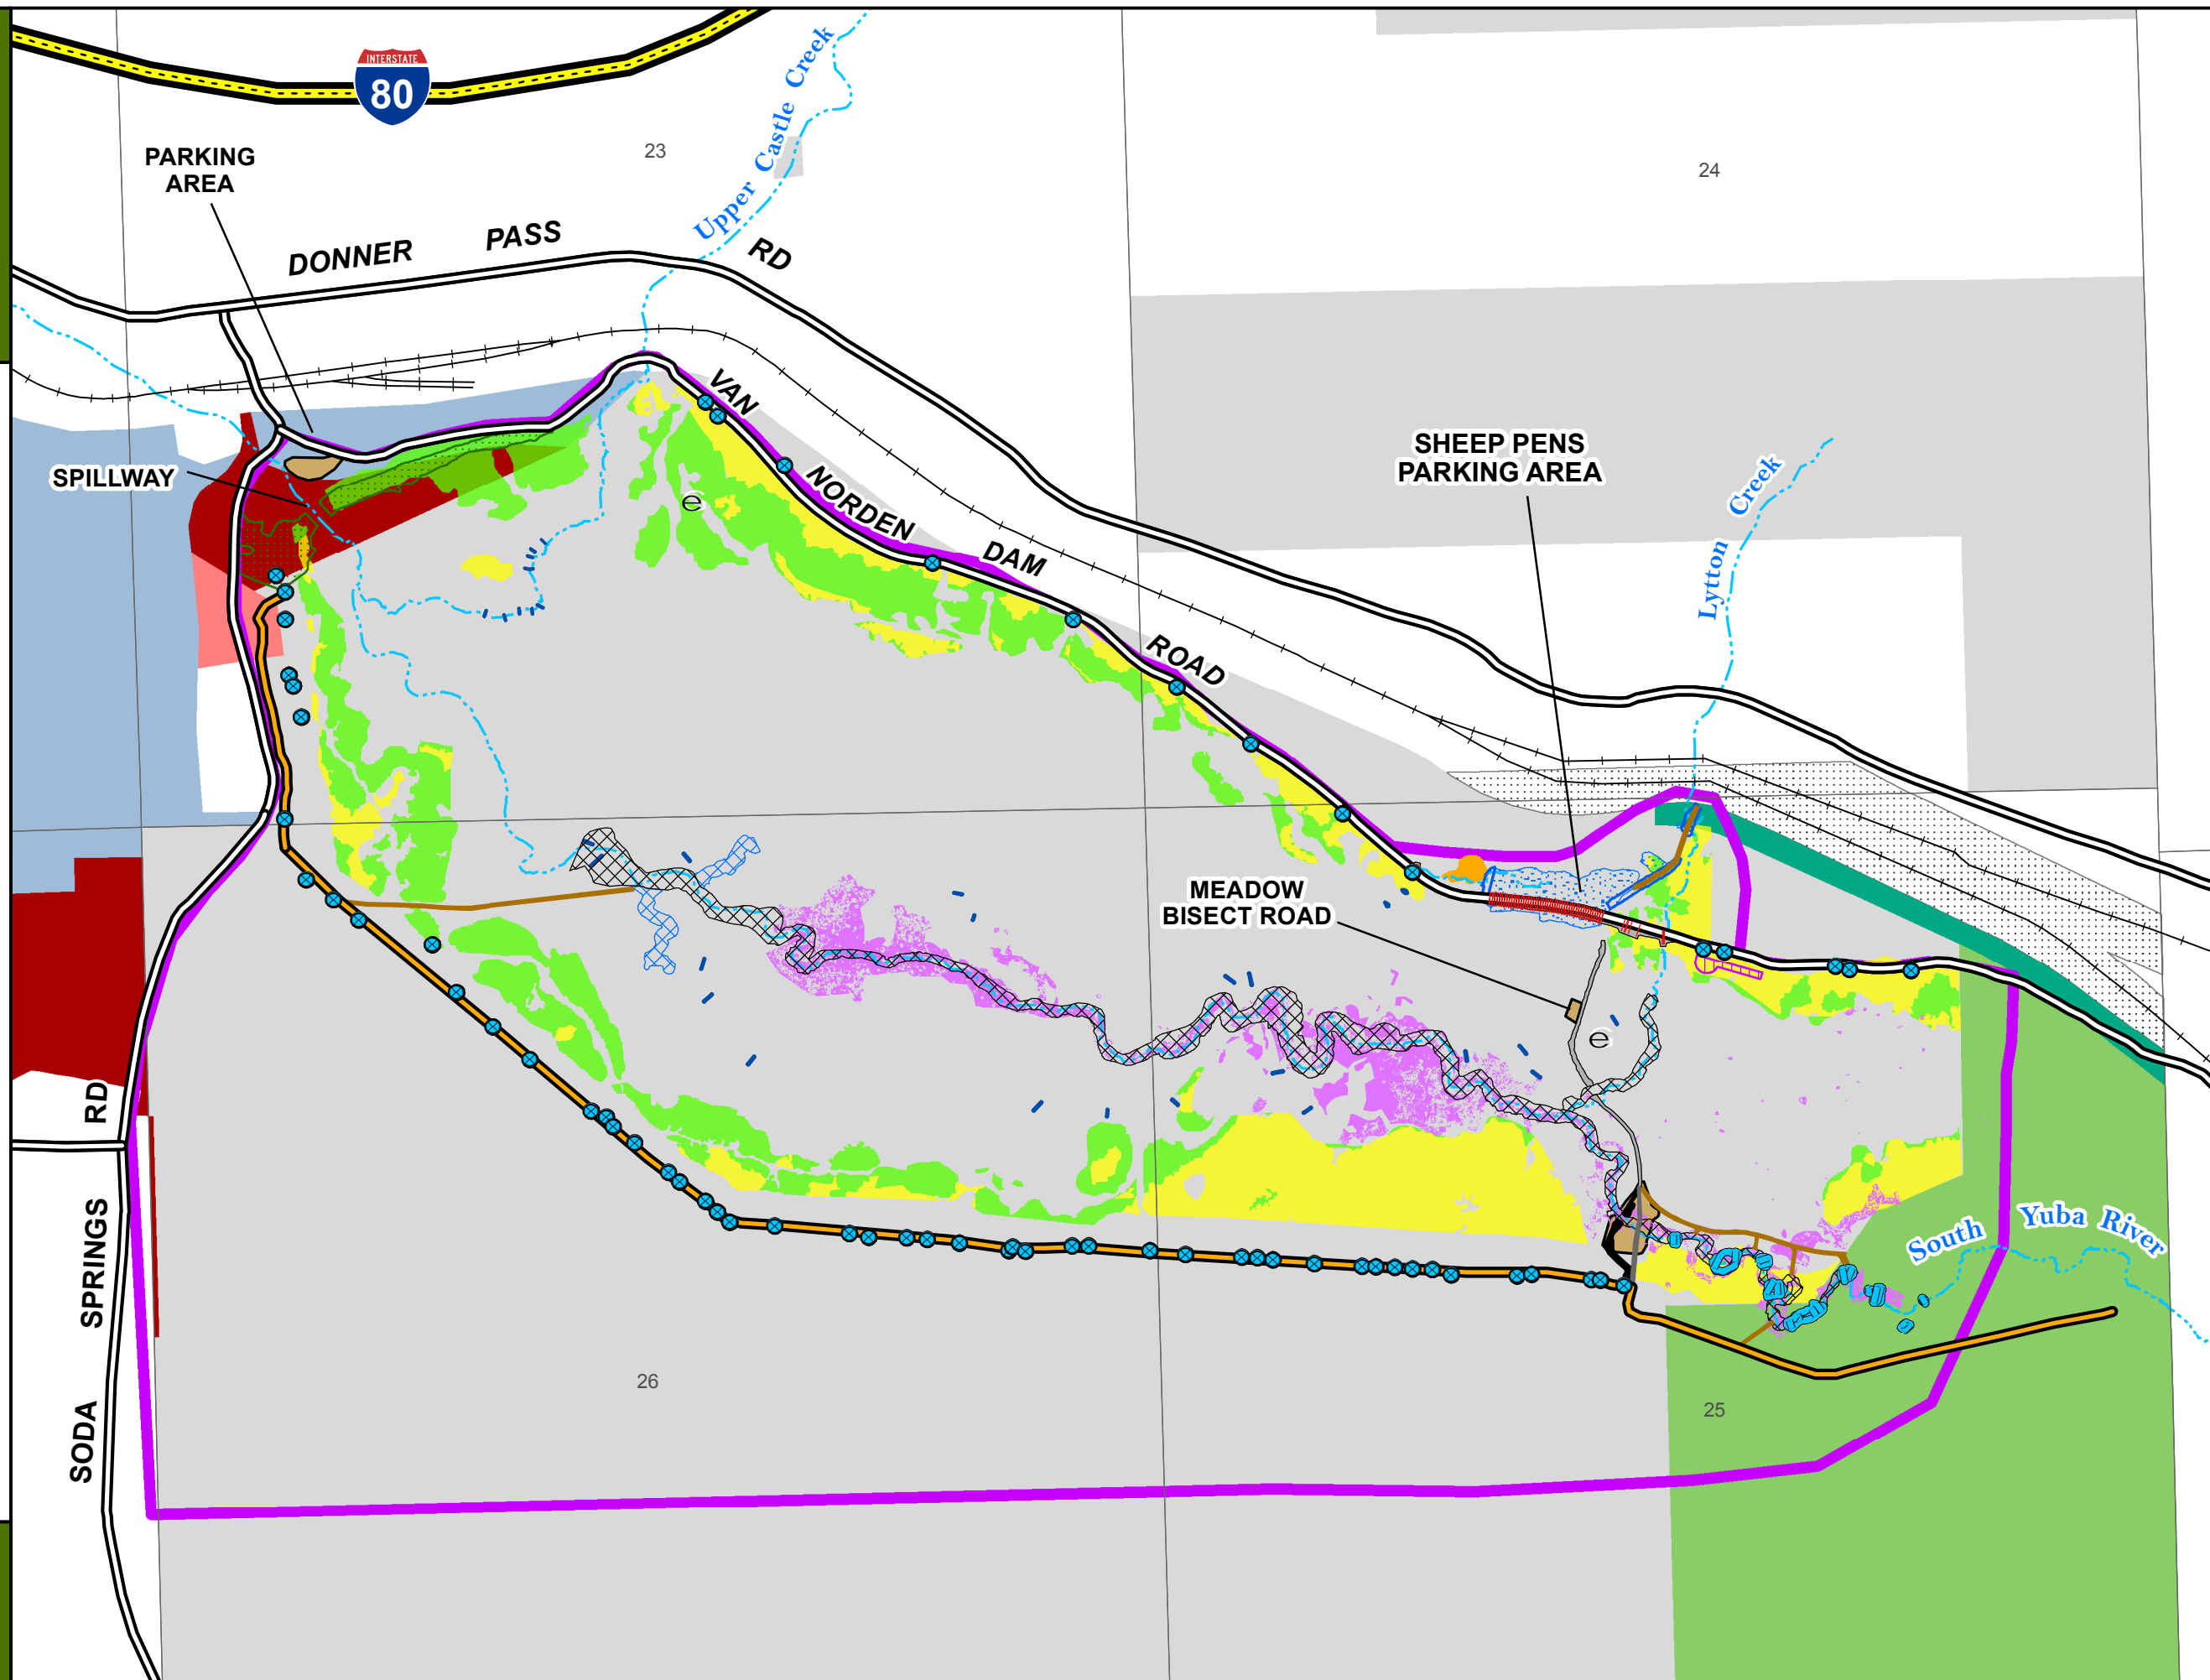 INTERSTATE
80
Upper Castle Creek
23
24
PARKING
AREA
DONNER PASS RD
VAN NORDEN DAM ROAD
SPILLWAY
SHEEP PENS
PARKING AREA
Lytton Creek
e
MEADOW
BISECT ROAD
e
SODA SPRINGS RD
South Yuba River
26
25